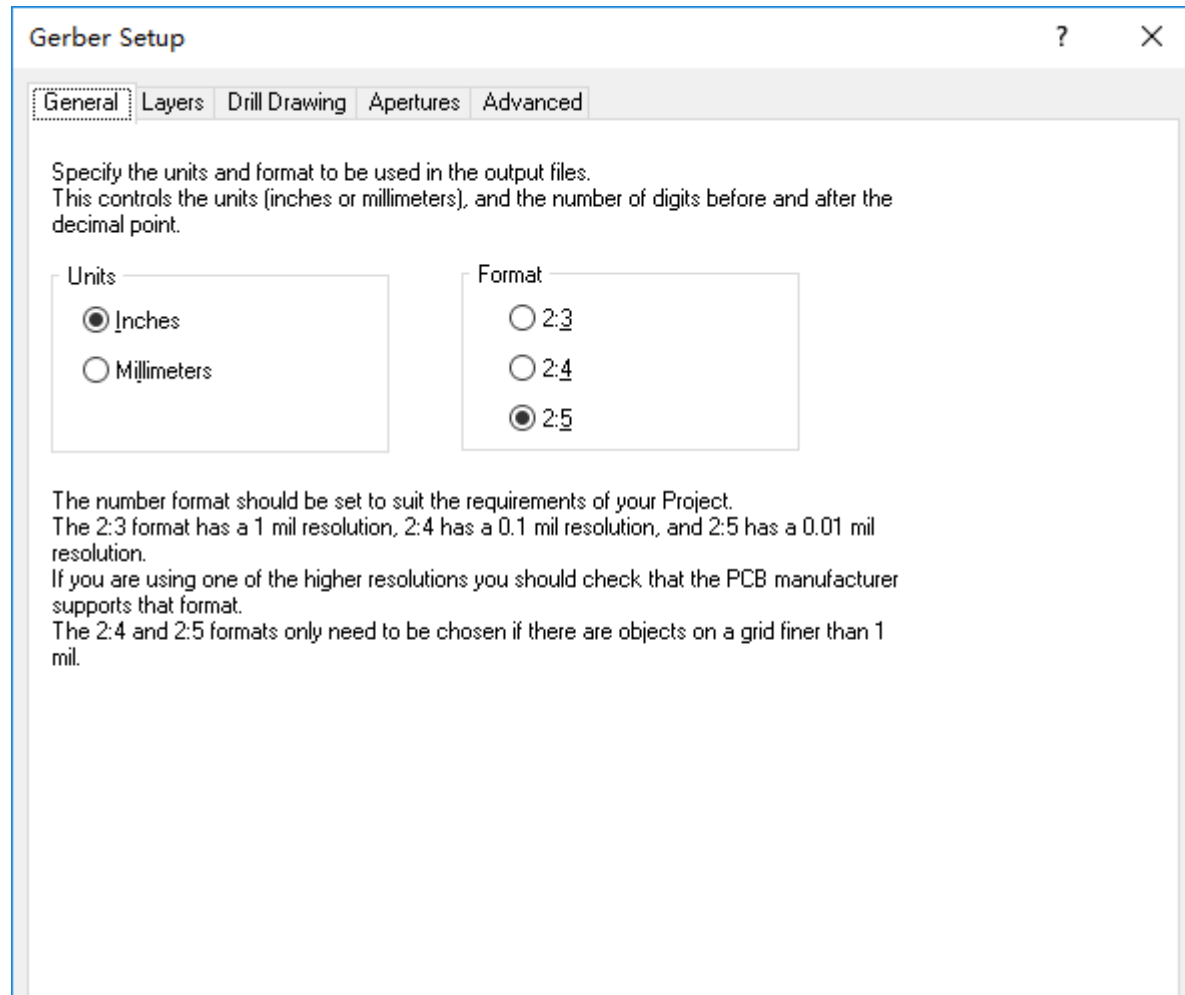 Gerber Setup
?
General Layers Drill Drawing Apertures Advanced
Specify the units and format to be used in the output files.
This controls the units (inches or millimeters), and the number of digits before and after the
decimal point.
Units
Format
Inches
2:3
Millimeters
2:4
2:5
The number format should be set to suit the requirements of your Project.
The 2:3 format has a 1 mil resolution, 2:4 has a 0.1 mil resolution, and 2:5 has a 0.01 mil
resolution.
If you are using one of the higher resolutions you should check that the PCB manufacturer
supports that format.
The 2:4 and 2:5 formats only need to be chosen if there are objects on a grid finer than 1
mil.